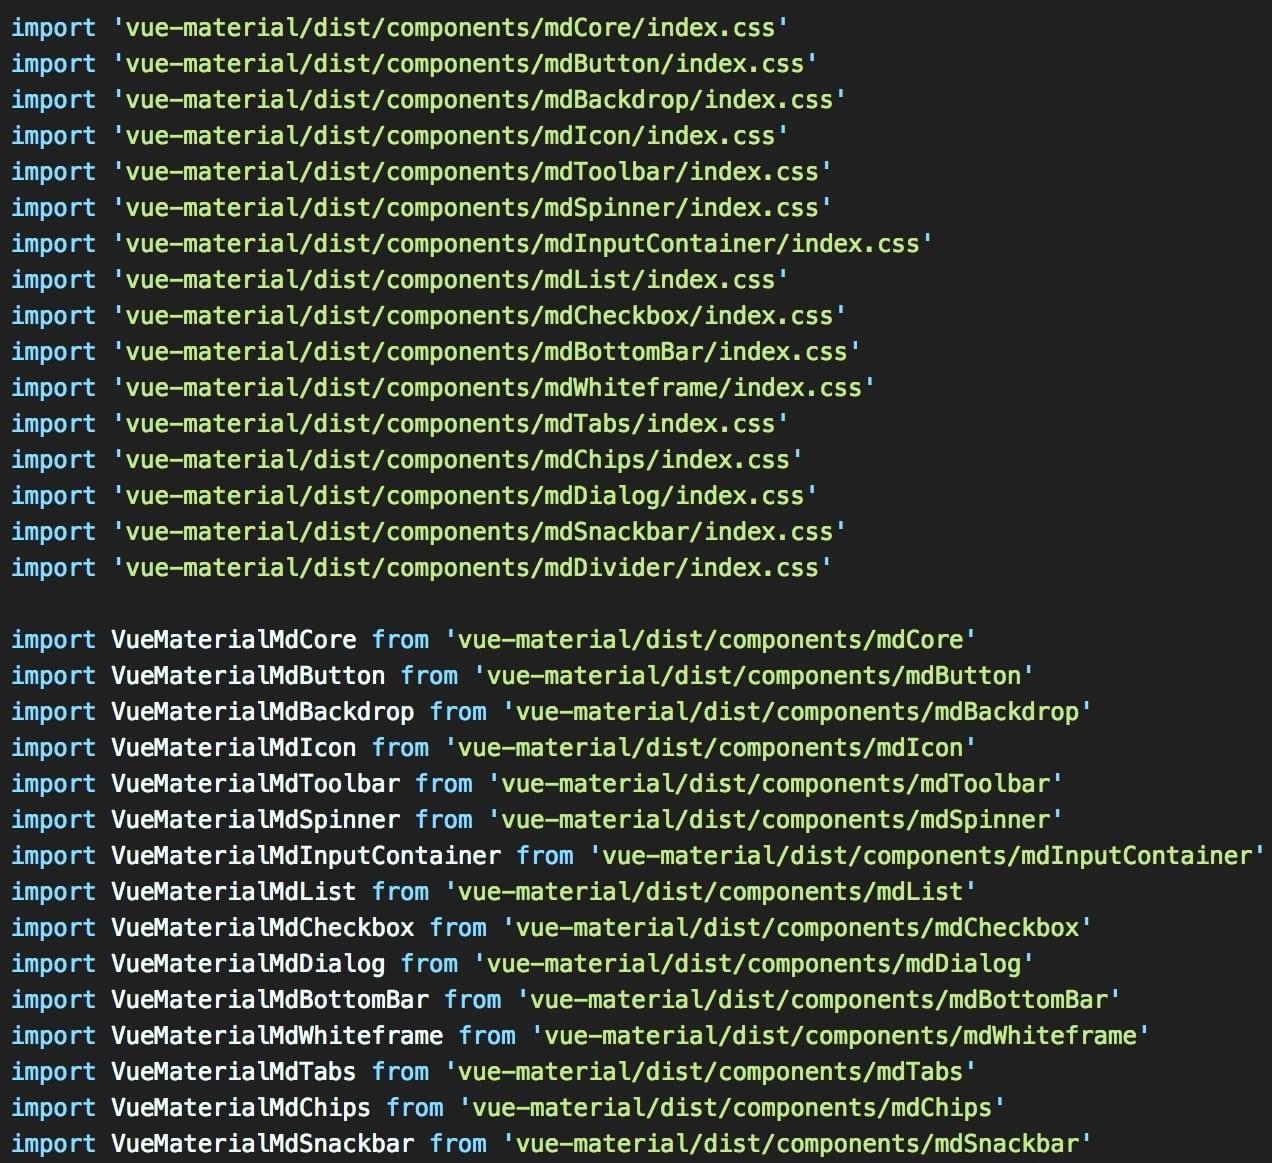 import 'vue-material/dist/components/mdCore/index.css'
import 'vue-material/dist/components/mdButton/index.css'
import 'vue-material/dist/components/mdBackdrop/index.css'
import 'vue-material/dist/components/mdIcon/index.css'
import 'vue-material/dist/components/mdToolbar/index.css'
import 'vue-material/dist/components/mdSpinner/index.css'
import 'vue-material/dist/components/mdInputContainer/index.css'
import 'vue-material/dist/components/mdList/index.css'
import 'vue-material/dist/components/mdCheckbox/index.css'
import 'vue-material/dist/components/mdBottomBar/index.css'
import 'vue-material/dist/components/mdWhiteframe/index.css'
import 'vue-material/dist/components/mdTabs/index.css'
import 'vue-material/dist/components/mdChips/index.css'
import 'vue-material/dist/components/mdDialog/index.css'
import 'vue-material/dist/components/mdSnackbar/index.css'
import 'vue-material/dist/components/mdDivider/index.css'

import VueMaterialMdCore from 'vue-material/dist/components/mdCore'
import VueMaterialMdButton from 'vue-material/dist/components/mdButton'
import VueMaterialMdBackdrop from 'vue-material/dist/components/mdBackdrop'
import VueMaterialMdIcon from 'vue-material/dist/components/mdIcon'
import VueMaterialMdToolbar from 'vue-material/dist/components/mdToolbar'
import VueMaterialMdSpinner from 'vue-material/dist/components/mdSpinner'
import VueMaterialMdInputContainer from 'vue-material/dist/components/mdInputContainer'
import VueMaterialMdList from 'vue-material/dist/components/mdList'
import VueMaterialMdCheckbox from 'vue-material/dist/components/mdCheckbox'
import VueMaterialMdDialog from 'vue-material/dist/components/mdDialog'
import VueMaterialMdBottomBar from 'vue-material/dist/components/mdBottomBar'
import VueMaterialMdWhiteframe from 'vue-material/dist/components/mdWhiteframe'
import VueMaterialMdTabs from 'vue-material/dist/components/mdTabs'
import VueMaterialMdChips from 'vue-material/dist/components/mdChips'
import VueMaterialMdSnackbar from 'vue-material/dist/components/mdSnackbar'